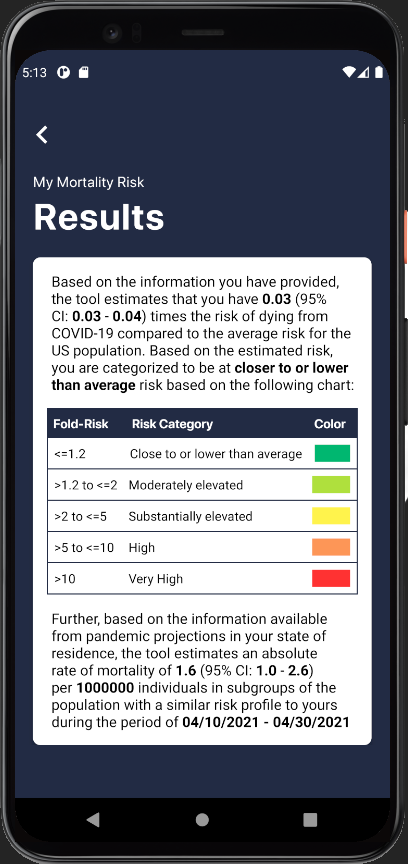 5:13
My Mortality Risk
Results
Based on the information you have provided,
the tool estimates that you have 0.03 (95%
CI: 0.03 - 0.04) times the risk of dying from
COVID-19 compared to the average risk for the
US population. Based on the estimated risk,
you are categorized to be at closer to or lower
than average risk based on the following chart:
Fold-Risk Risk Category Color
<=1.2 Close to or lower than average
>1.2 to <=2 Moderately elevated
>2 to <=5 Substantially elevated
>5 to <=10 High
>10 Very High
Further, based on the information available
from pandemic projections in your state of
residence, the tool estimates an absolute
rate of mortality of 1.6 (95% CI: 1.0 - 2.6)
per 1000000 individuals in subgroups of the
population with a similar risk profile to yours
during the period of 04/10/2021 - 04/30/2021